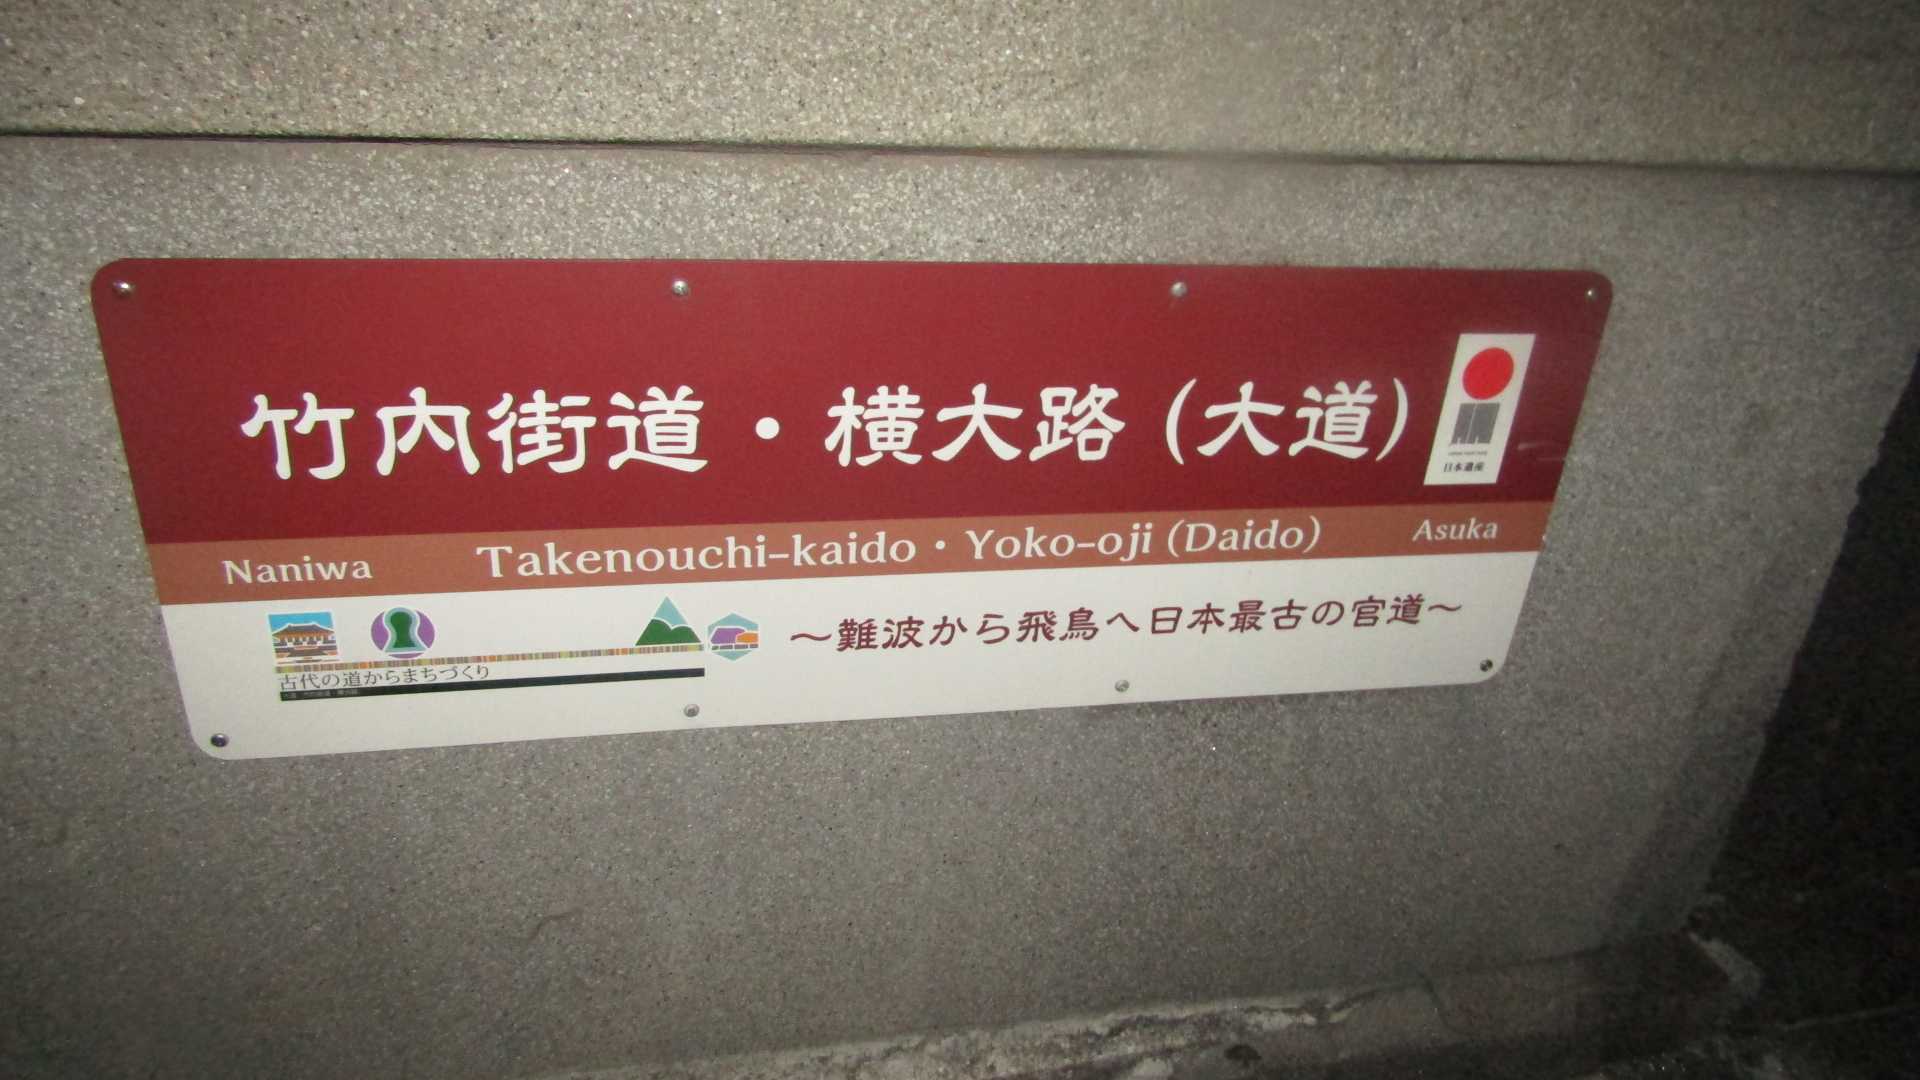 竹内街道・横大路(大道)
日本遺産
Naniwa Takenouchi-kaido・Yoko-oji (Daido) Asuka
〜難波から飛鳥へ日本最古の官道〜
古代の道からまちづくり